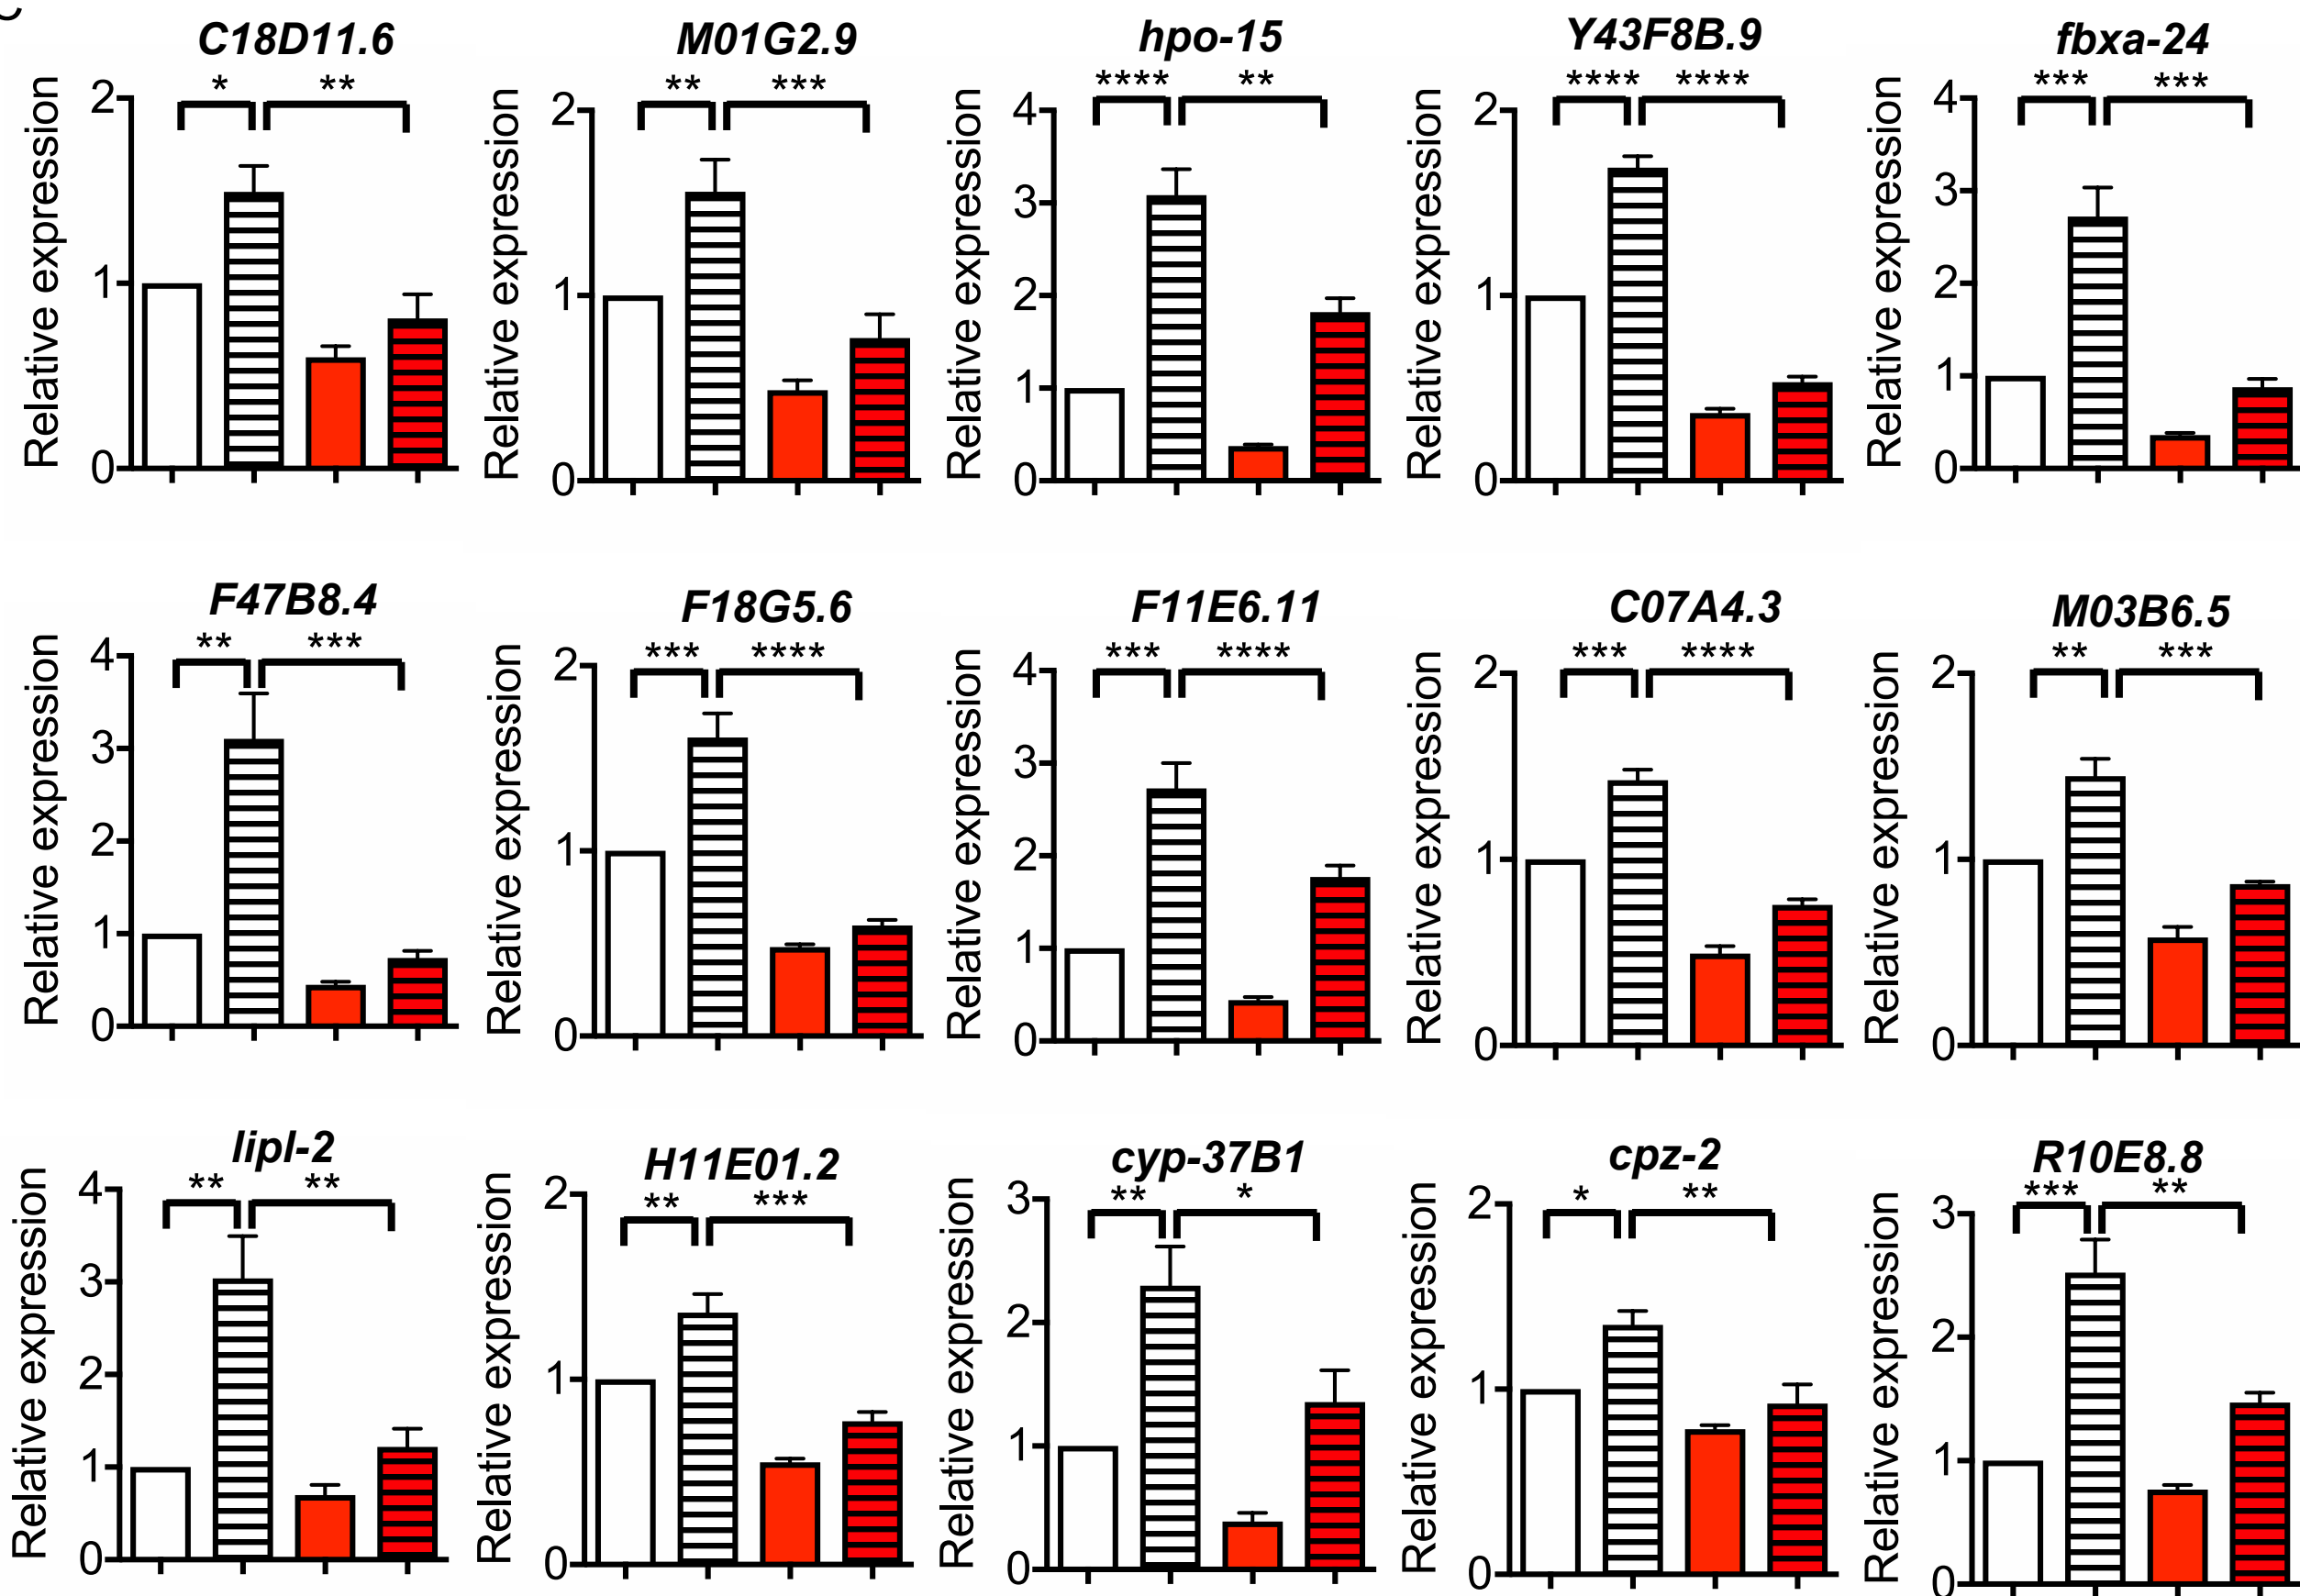 C18D11.6
* **
Relative expression
2
1
0
M01G2.9
** ***
Relative expression
2
1
0
hpo-15
**** **
Relative expression
4
3
2
1
0
Y43F8B.9
**** ****
Relative expression
2
1
0
fbxa-24
*** ***
Relative expression
4
3
2
1
0
F47B8.4
** ***
Relative expression
4
3
2
1
0
F18G5.6
*** ****
Relative expression
2
1
0
F11E6.11
*** ****
Relative expression
4
3
2
1
0
C07A4.3
*** ****
Relative expression
2
1
0
M03B6.5
** ***
Relative expression
2
1
0
lipl-2
** **
Relative expression
4
3
2
1
0
H11E01.2
** ***
Relative expression
2
1
0
cyp-37B1
** *
Relative expression
3
2
1
0
cpz-2
* **
Relative expression
2
1
0
R10E8.8
*** **
Relative expression
3
2
1
0